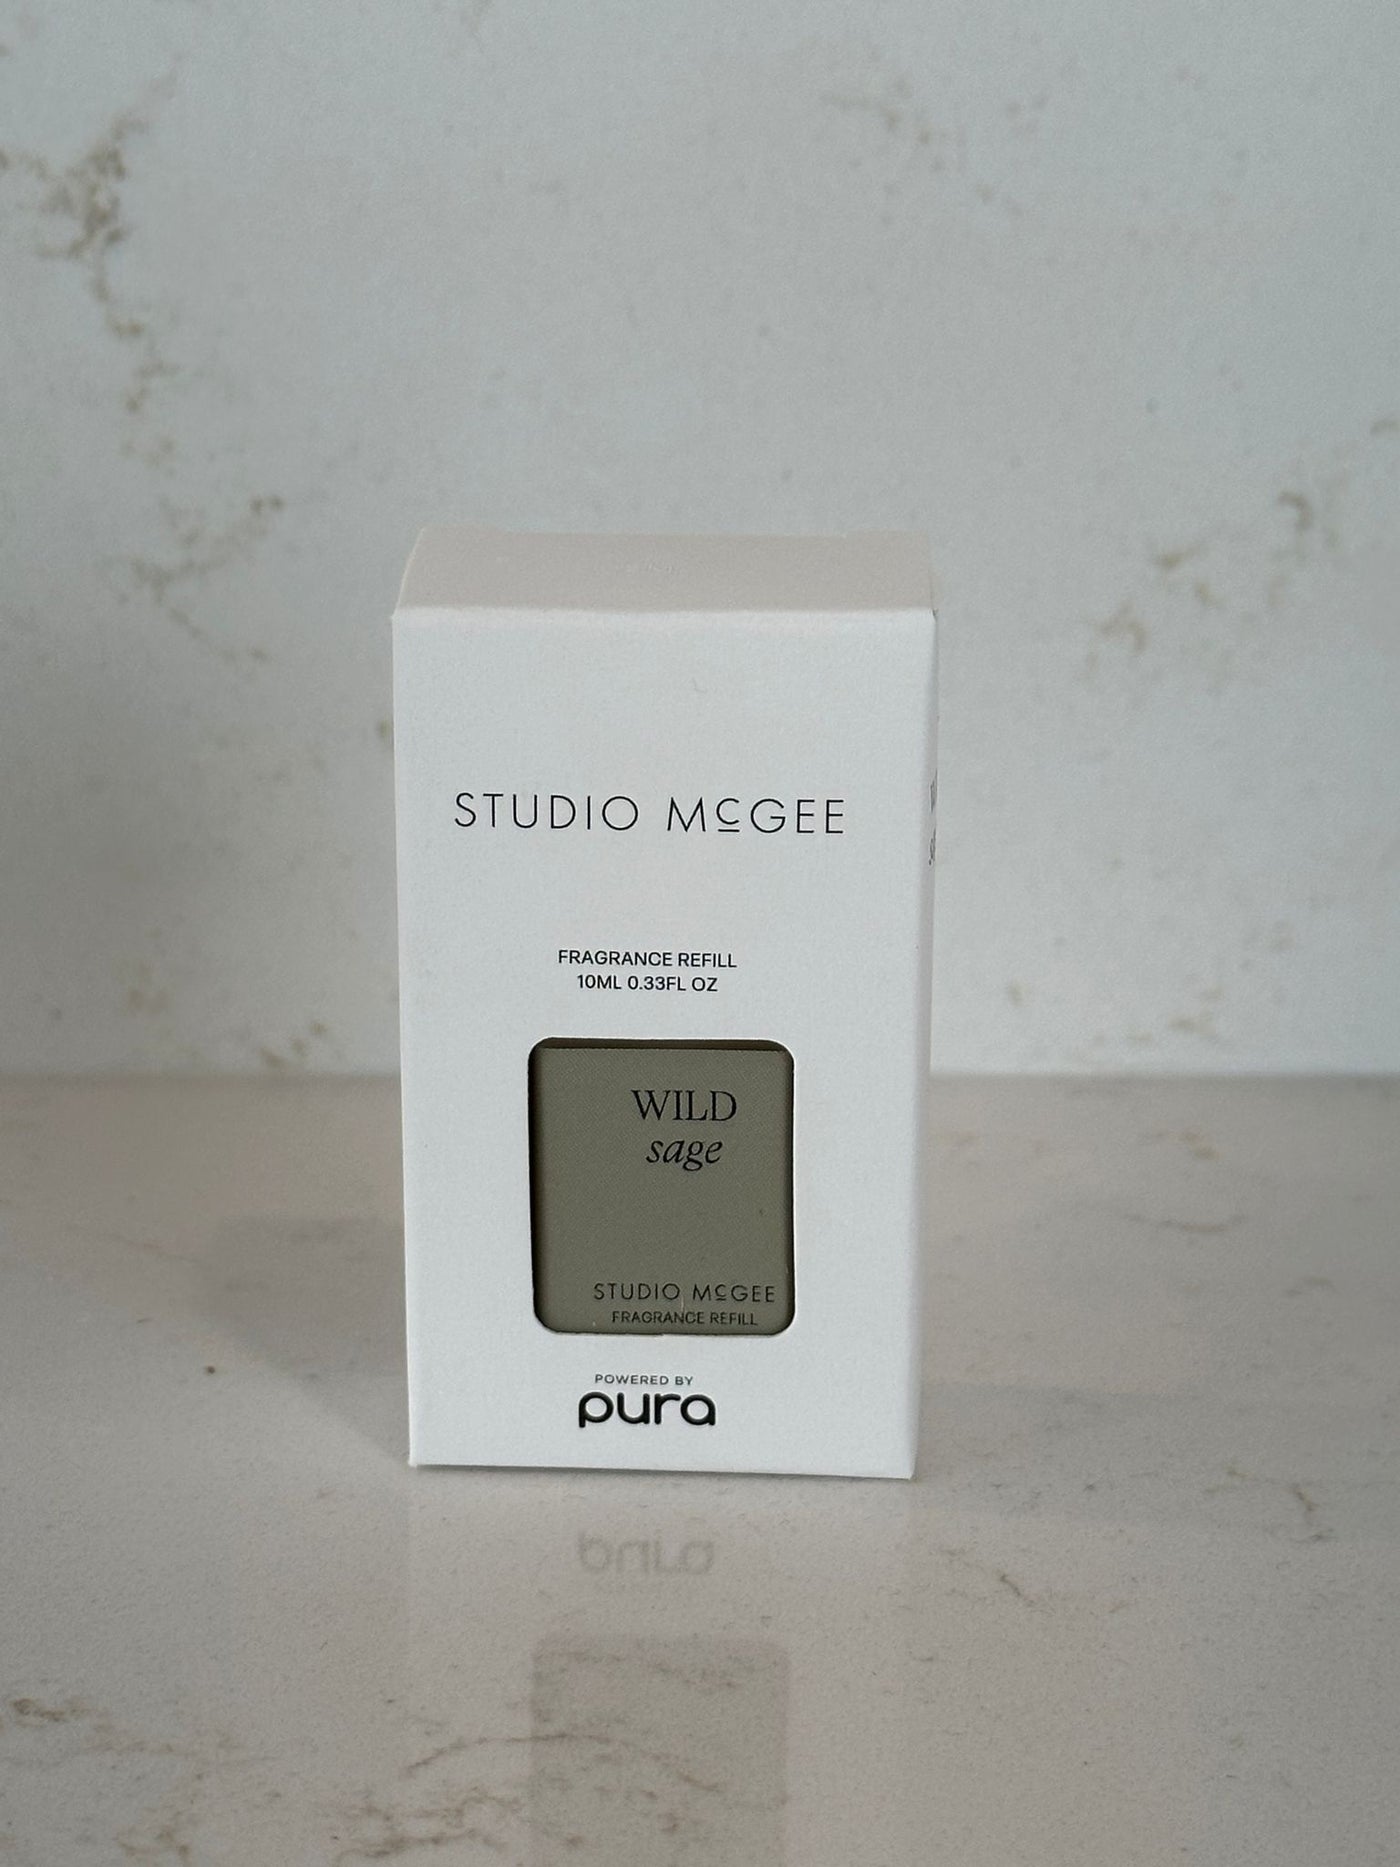 STUDIO McGEE
FRAGRANCE REFILL
10ML 0.33FL OZ
WILD
sage
STUDIO McGEE
FRAGRANCE REFILL
POWERED BY
pura